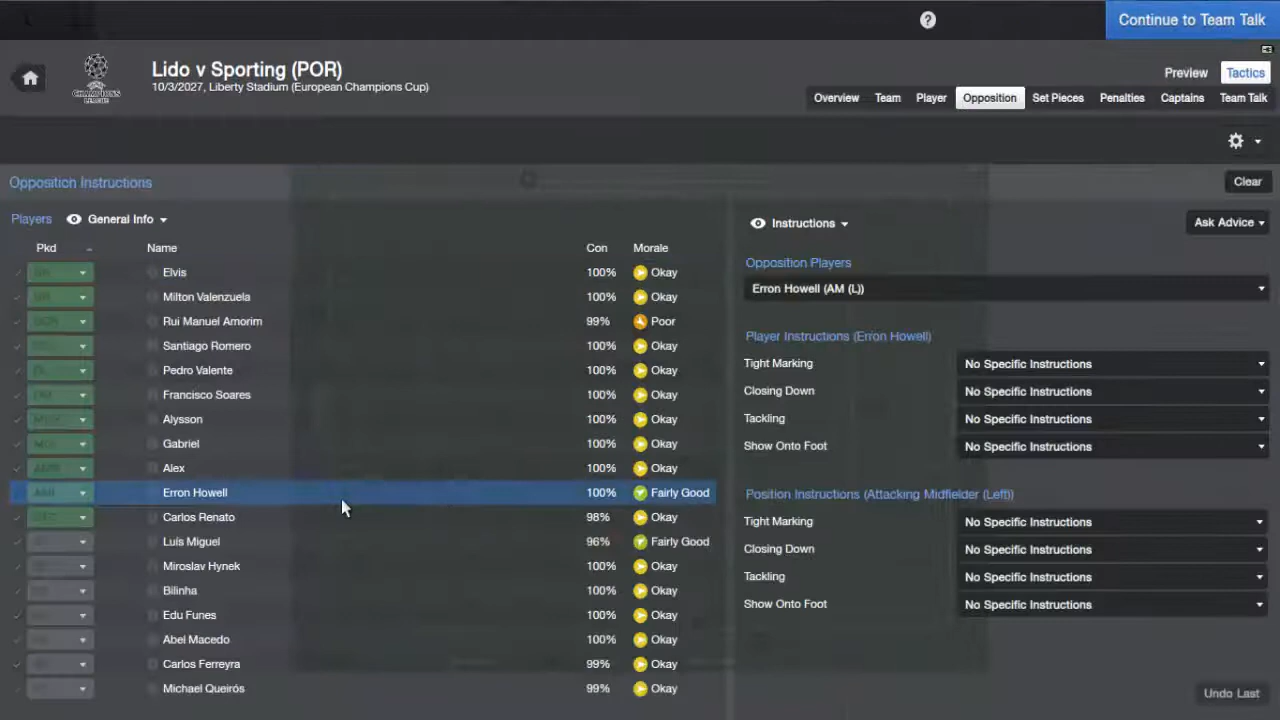 Continue to Team Talk
Lido v Sporting (POR)
10/3/2027, Liberty Stadium (European Champions Cup)
CHAMPIONS
Preview Tactics
Overview Team Player Opposition Set Pieces Penalties Captains Team Talk
Opposition Instructions
Clear
Players General Info
Instructions
Ask Advice
Pkd Name Con Morale
Opposition Players
Elvis 100% Okay
Erron Howell (AM (L))
Milton Valenzuela 100% Okay
Rui Manuel Amorim 99% Poor
Player Instructions (Erron Howell)
Santiago Romero 100% Okay
Tight Marking No Specific Instructions
Pedro Valente 100% Okay
Closing Down No Specific Instructions
Francisco Soares 100% Okay
Tackling No Specific Instructions
Alysson 100% Okay
Show Onto Foot No Specific Instructions
Gabriel 100% Okay
Alex 100% Okay
Position Instructions (Attacking Midfielder (Left))
Erron Howell 100% Fairly Good
Tight Marking No Specific Instructions
Carlos Renato 98% Okay
Closing Down No Specific Instructions
Luís Miguel 96% Fairly Good
Tackling No Specific Instructions
Miroslav Hynek 100% Okay
Show Onto Foot No Specific Instructions
Bilinha 100% Okay
Edu Funes 100% Okay
Abel Macedo 100% Okay
Carlos Ferreyra 99% Okay
Michael Queirós 99% Okay
Undo Last